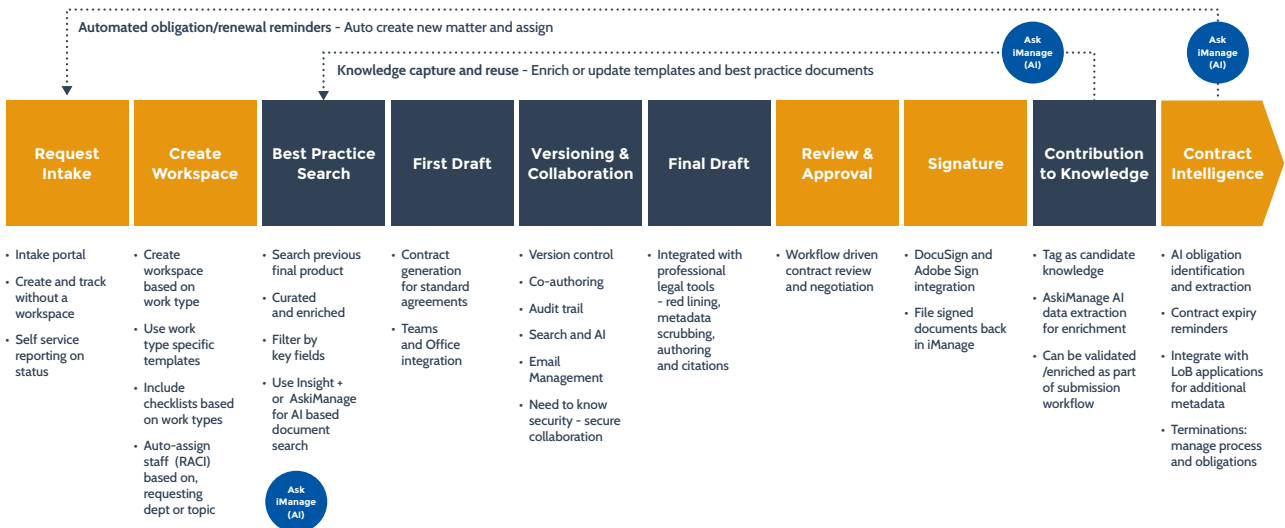 Automated obligation/renewal reminders - Auto create new matter and assign
Ask
iManage
(AI)
Ask
iManage
(AI)
Knowledge capture and reuse - Enrich or update templates and best practice documents
Request
Intake
Create
Workspace
Best Practice
Search
First Draft
Versioning &
Collaboration
Final Draft
Review &
Approval
Signature
Contribution
to Knowledge
Contract
Intelligence
• Intake portal
• Create and track
without a
workspace
• Self service
reporting on
status
• Create
workspace
based on
work type
• Use work
type specific
templates
• Include
checklists based
on work types
• Auto-assign
staff (RACI)
based on,
requesting
dept or topic
• Search previous
final product
• Curated
and enriched
• Filter by
key fields
• Use Insight +
or AskiManage
for AI based
document
search
Ask
iManage
(AI)
• Contract
generation
for standard
agreements
• Teams
and Office
integration
• Version control
• Co-authoring
• Audit trail
• Search and AI
• Email
Management
• Need to know
security - secure
collaboration
• Integrated with
professional
legal tools
- red lining,
metadata
scrubbing,
authoring
and citations
• Workflow driven
contract review
and negotiation
• DocuSign and
Adobe Sign
integration
• File signed
documents back
in iManage
• Tag as candidate
knowledge
• AskiManage AI
data extraction
for enrichment
• Can be validated
/enriched as part
of submission
workflow
• AI obligation
identification
and extraction
• Contract expiry
reminders
• Integrate with
LoB applications
for additional
metadata
• Terminations:
manage process
and obligations